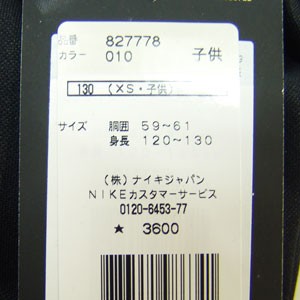 品番 827778
カラー 010 子供
130 (XS・子供)
サイズ 胴囲 59~61
身長 120~130
(株)ナイキジャパン
NIKEカスタマーサービス
0120-6453-77
★ 3600